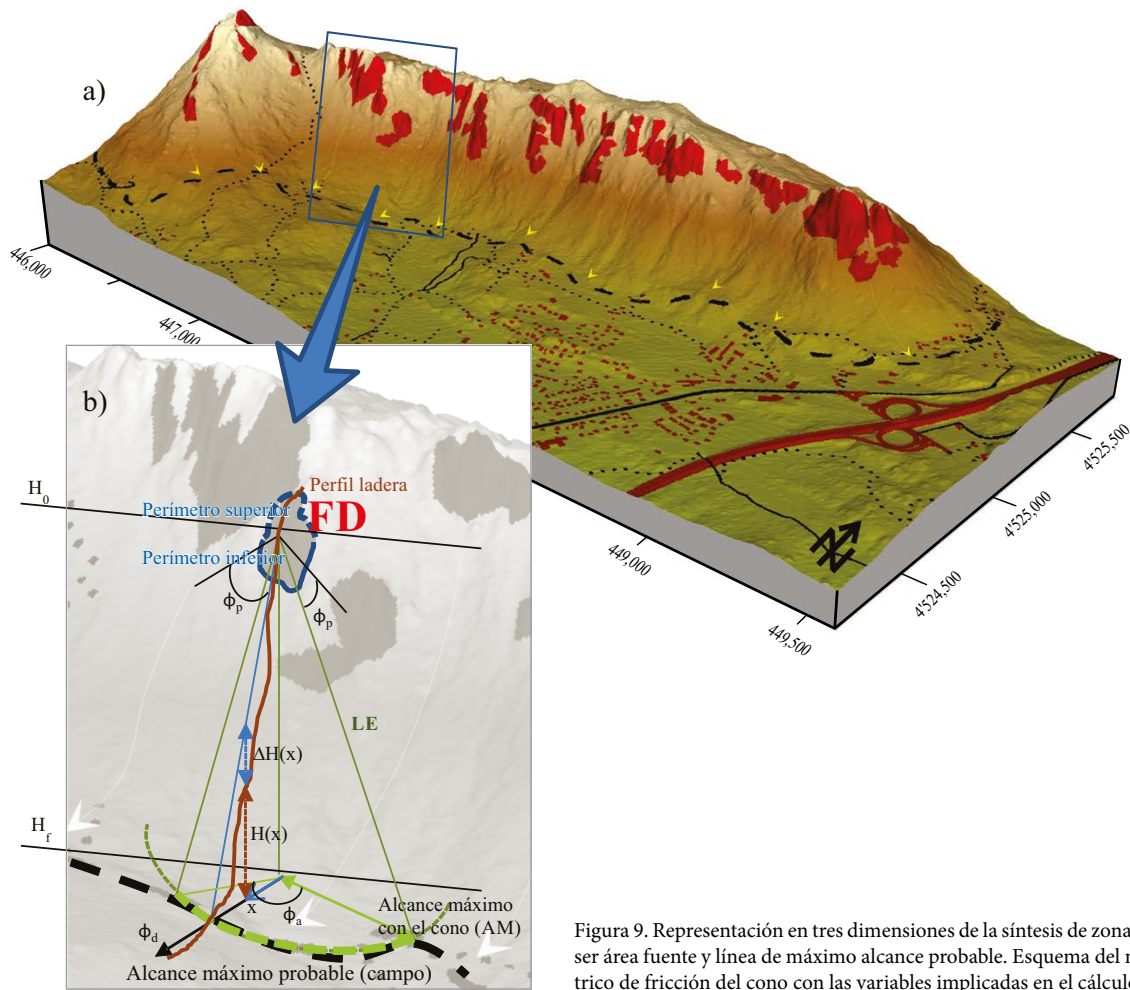 a)
446,000
447,000
449,000
449,500
4'524,500
4'525,000
4'525,500
N
b)
H0
Perfil ladera
Perímetro superior
FD
Perímetro inferior
ϕp
ϕp
LE
ΔH(x)
H(x)
Hf
x
ϕa
ϕd
Alcance máximo
con el cono (AM)
Alcance máximo probable (campo)
Figura 9. Representación en tres dimensiones de la síntesis de zona
ser área fuente y línea de máximo alcance probable. Esquema del
trico de fricción del cono con las variables implicadas en el cálculo